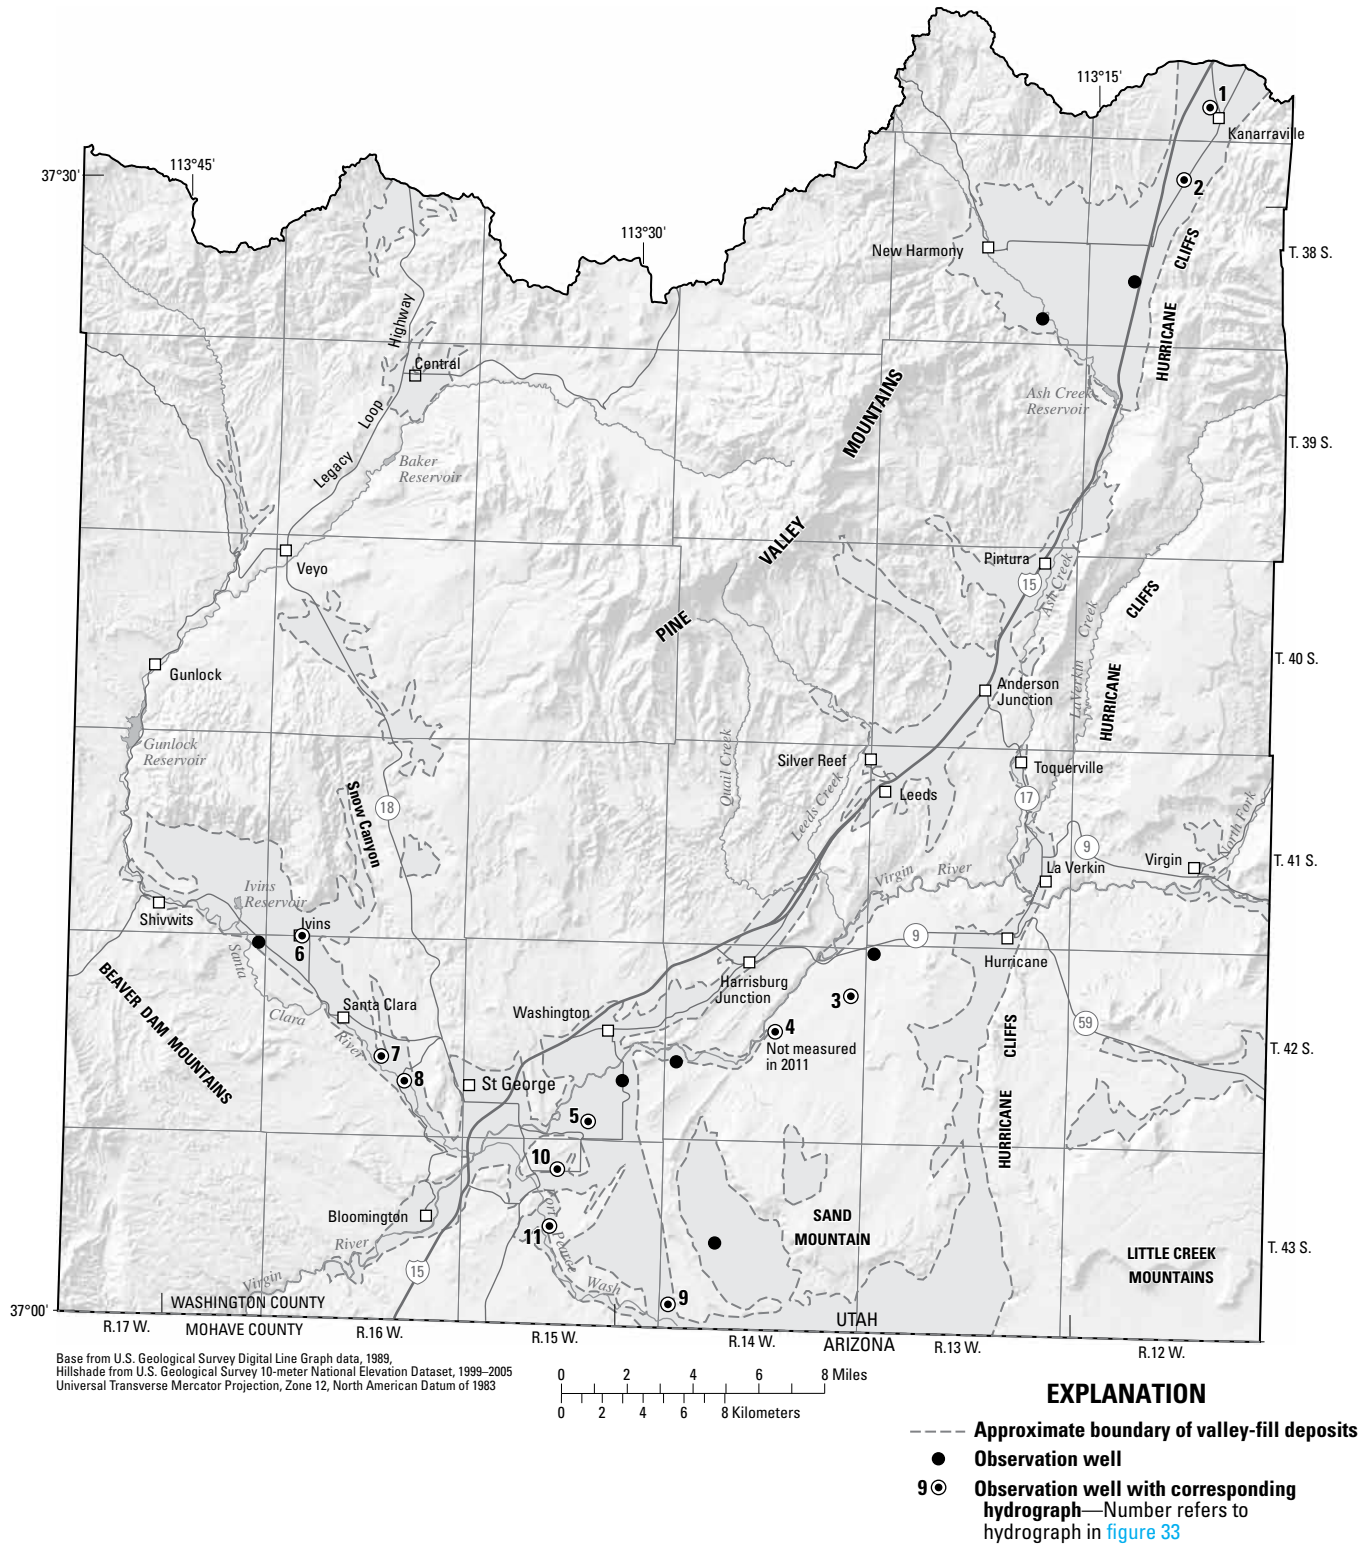 113°15'
1
Kanarraville
113°45'
37°30'
2
113°30'
New Harmony
CLIFFS
T. 38 S.
Highway
HURRICANE
Central
MOUNTAINS
Ash Creek
Reservoir
Loop
T. 39 S.
Legacy
Baker
Reservoir
VALLEY
Veyo
Pintura
15
Ash Creek
CLIFFS
PINE
LaVerkin Creek
Gunlock
T. 40 S.
Anderson
Junction
HURRICANE
Gunlock
Reservoir
Quail Creek
Silver Reef
Toquerville
Snow Canyon
18
Leeds Creek
Leeds
17
North Fork
9
Virgin
La Verkin
T. 41 S.
Virgin River
Ivins
Reservoir
Shivwits
Ivins
6
9
Hurricane
Santa
Clara
River
BEAVER DAM MOUNTAINS
Harrisburg
Junction
3
Santa Clara
Washington
4
Not measured
in 2011
CLIFFS
59
T. 42 S.
7
8
St George
5
HURRICANE
10
n
Bloomington
Fort Pearce
Wash
11
SAND
MOUNTAIN
River
Virgin
15
LITTLE CREEK
MOUNTAINS
T. 43 S.
9
37°00'
WASHINGTON COUNTY
MOHAVE COUNTY
UTAH
ARIZONA
R.17 W.
R.16 W.
R.15 W.
R.14 W.
R.13 W.
R.12 W.
Base from U.S. Geological Survey Digital Line Graph data, 1989,
Hillshade from U.S. Geological Survey 10-meter National Elevation Dataset, 1999–2005
Universal Transverse Mercator Projection, Zone 12, North American Datum of 1983
0 2 4 6 8 Miles
0 2 4 6 8 Kilometers
EXPLANATION
Approximate boundary of valley-fill deposits
Observation well
9 Observation well with corresponding
hydrograph—Number refers to
hydrograph in figure 33